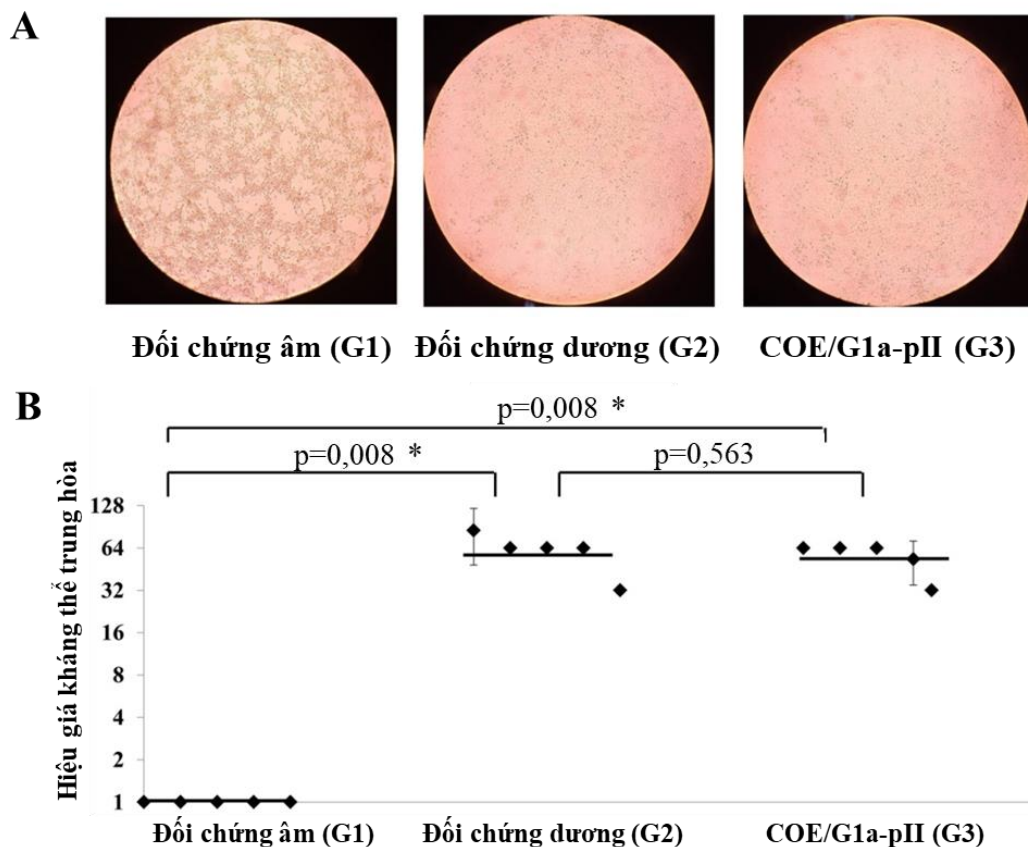 A
Đối chứng âm (G1) Đối chứng dương (G2) COE/G1a-pII (G3)
B
p=0,008 *
p=0,008 *
p=0,563
Hiệu giá kháng thể trung hòa
128
64
32
16
8
4
2
1
Đối chứng âm (G1) Đối chứng dương (G2) COE/G1a-pII (G3)